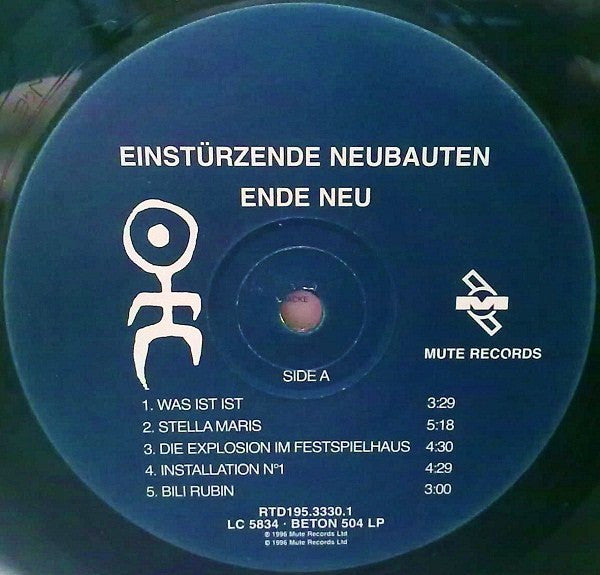 EINSTÜRZENDE NEUBAUTEN
ENDE NEU
MUTE RECORDS
SIDE A
1. WAS IST IST 3:29
2. STELLA MARIS 5:18
3. DIE EXPLOSION IM FESTSPIELHAUS 4:30
4. INSTALLATION Nº1 4:29
5. BILI RUBIN 3:00
RTD195.3330.1
LC 5834 · BETON 504 LP
℗ 1996 Mute Records Ltd
© 1996 Mute Records Ltd